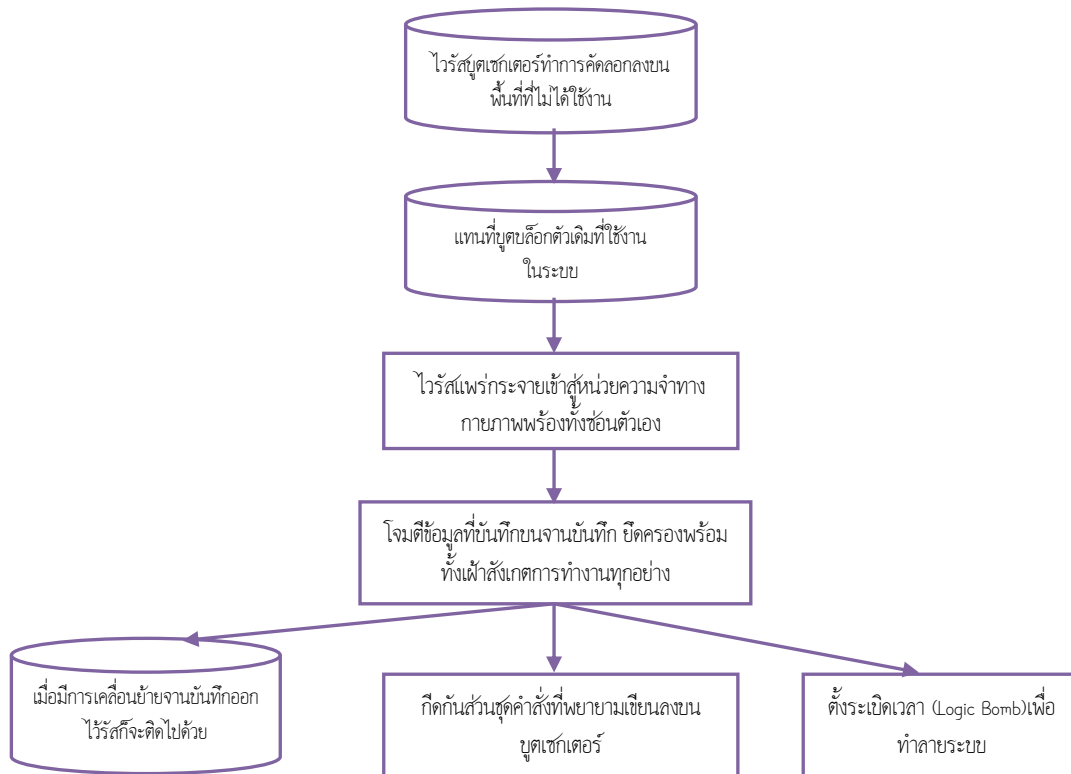 ไวรัสบูตเซกเตอร์ทำการคัดลอกลงบน
พื้นที่ที่ไม่ได้ใช้งาน
แทนที่บูตบล็อกตัวเดิมที่ใช้งาน
ในระบบ
ไวรัสแพร่กระจายเข้าสู่หน่วยความจำทาง
กายภาพพร้องทั้งซ่อนตัวเอง
โจมตีข้อมูลที่บันทึกบนจานบันทึก ยึดครองพร้อม
ทั้งเฝ้าสังเกตการทำงานทุกอย่าง
เมื่อมีการเคลื่อนย้ายจานบันทึกออก
ไว้รัสก็จะติดไปด้วย
กีดกันส่วนชุดคำสั่งที่พยายามเขียนลงบน
บูตเซกเตอร์
ตั้งระเบิดเวลา (Logic Bomb)เพื่อ
ทำลายระบบ